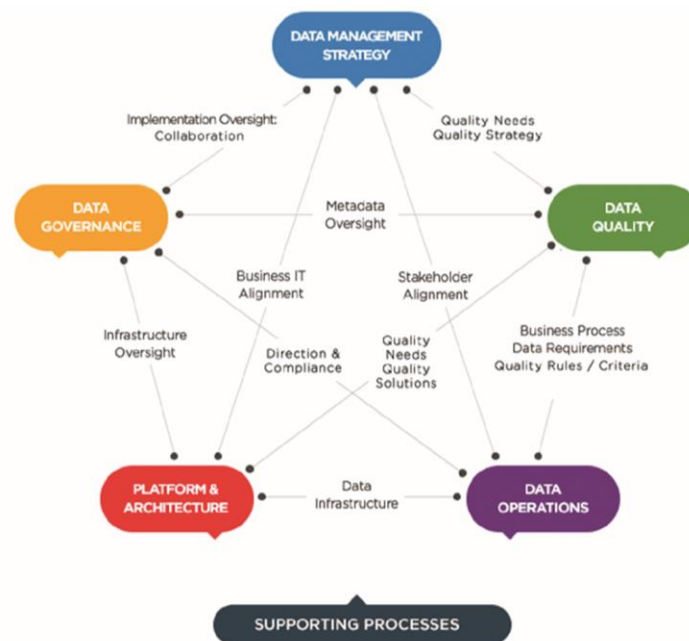 DATA MANAGEMENT
STRATEGY
Implementation Oversight:
Collaboration
Quality Needs
Quality Strategy
DATA
GOVERNANCE
Metadata
Oversight
DATA
QUALITY
Business IT
Alignment
Stakeholder
Alignment
Infrastructure
Oversight
Direction &
Compliance
Quality
Needs
Quality
Solutions
Business Process
Data Requirements
Quality Rules / Criteria
PLATFORM &
ARCHITECTURE
Data
Infrastructure
DATA
OPERATIONS
SUPPORTING PROCESSES